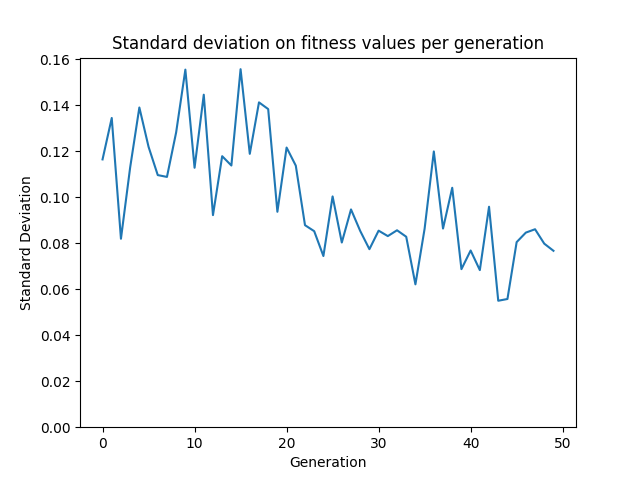 Standard deviation on fitness values per generation
0.16
0.14
0.12
0.10
0.08
0.06
0.04
0.02
0.00
Standard Deviation
0 10 20 30 40 50
Generation